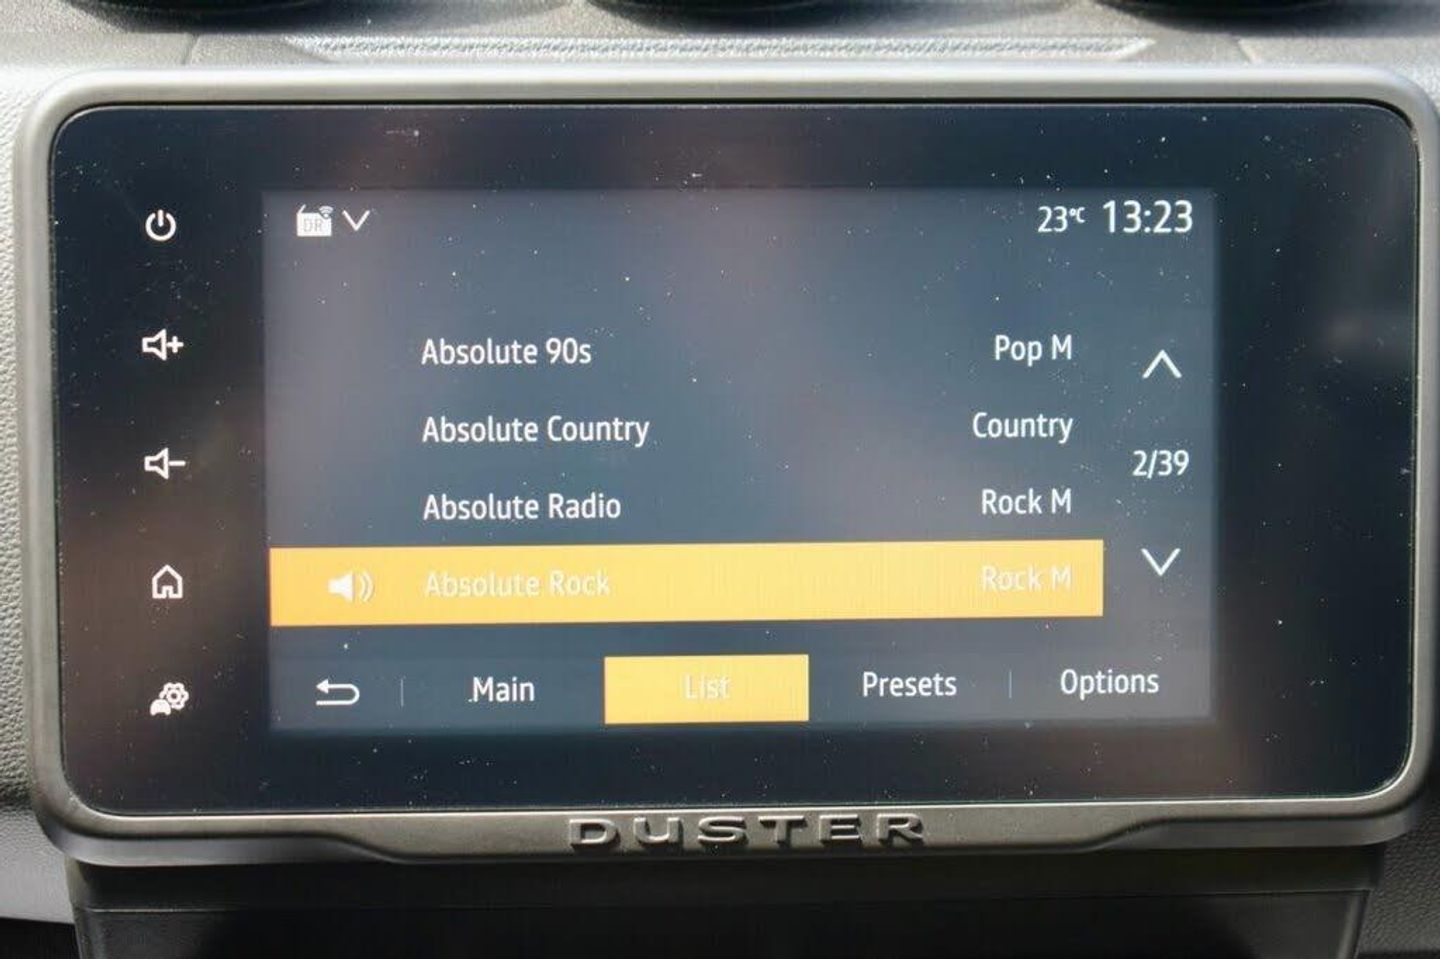 DR
23°C 13:23
Absolute 90s Pop M
Absolute Country Country
2/39
Absolute Radio Rock M
Absolute Rock Rock M
Main List Presets Options
DUSTER